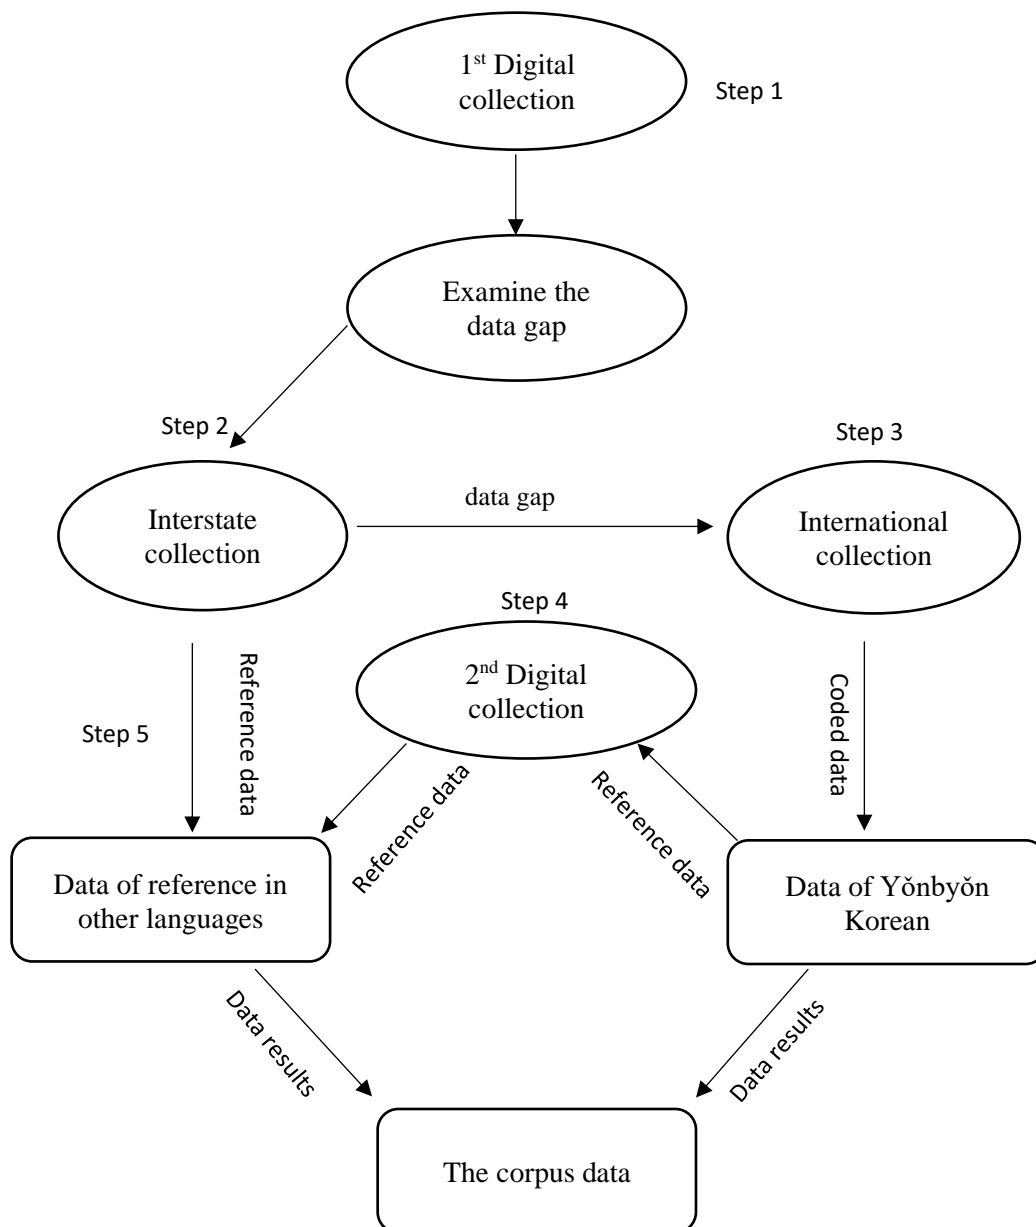 1st Digital
collection
Step 1
Examine the
data gap
Step 2
Step 3
Interstate
collection
data gap
International
collection
Step 4
2nd Digital
collection
Reference data
Coded data
Step 5
Reference data
Reference data
Data of reference in
other languages
Data of Yǒnbyǒn
Korean
Data results
Data results
The corpus data